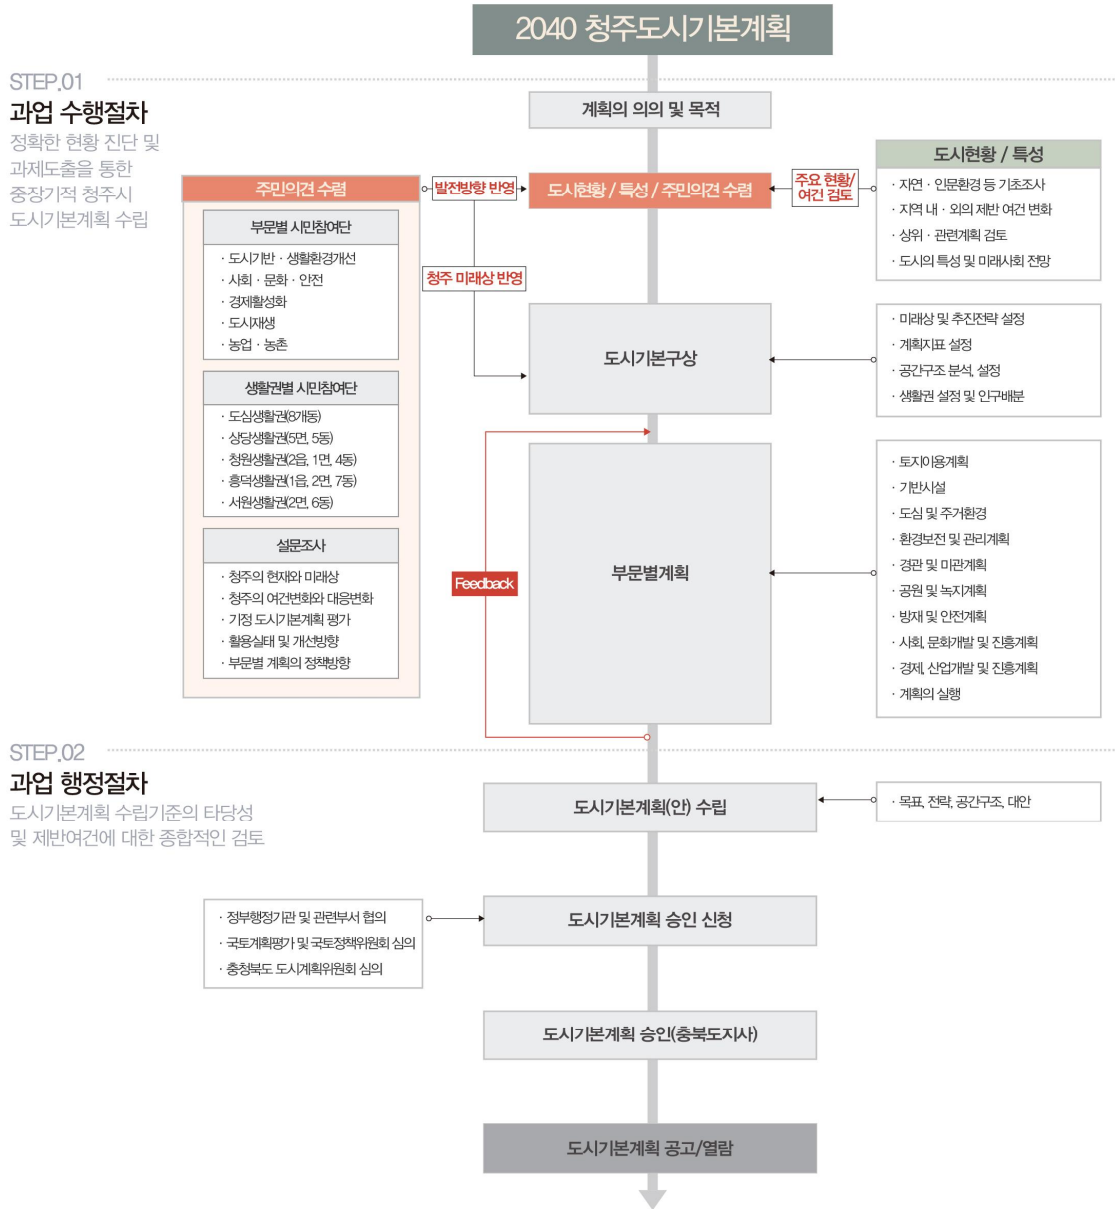 2040 청주도시기본계획
STEP.01
과업 수행절차
정확한 현황 진단 및
과제도출을 통한
중장기적 청주시
도시기본계획 수립
계획의 의의 및 목적
주민의견 수렴
부문별 시민참여단
· 도시기반 · 생활환경개선
· 사회 · 문화 · 안전
· 경제활성화
· 도시재생
· 농업 · 농촌
생활권별 시민참여단
· 도심생활권(8개동)
· 상당생활권(5면, 5동)
· 청원생활권(2읍, 1면, 4동)
· 흥덕생활권(1읍, 2면, 7동)
· 서원생활권(2면, 6동)
설문조사
· 청주의 현재와 미래상
· 청주의 여건변화와 대응변화
· 기정 도시기본계획 평가
· 활용실태 및 개선방향
· 부문별 계획의 정책방향
발전방향 반영
청주 미래상 반영
도시현황 / 특성 / 주민의견 수렴
주요 현황/
여건 검토
도시현황 / 특성
· 자연 · 인문환경 등 기초조사
· 지역 내 · 외의 제반 여건 변화
· 상위 · 관련계획 검토
· 도시의 특성 및 미래사회 전망
도시기본구상
· 미래상 및 추진전략 설정
· 계획지표 설정
· 공간구조 분석, 설정
· 생활권 설정 및 인구배분
Feedback
부문별계획
· 토지이용계획
· 기반시설
· 도심 및 주거환경
· 환경보전 및 관리계획
· 경관 및 미관계획
· 공원 및 녹지계획
· 방재 및 안전계획
· 사회, 문화개발 및 진흥계획
· 경제, 산업개발 및 진흥계획
· 계획의 실행
STEP.02
과업 행정절차
도시기본계획 수립기준의 타당성
및 제반여건에 대한 종합적인 검토
도시기본계획(안) 수립
· 목표, 전략, 공간구조, 대안
· 정부행정기관 및 관련부서 협의
· 국토계획평가 및 국토정책위원회 심의
· 충청북도 도시계획위원회 심의
도시기본계획 승인 신청
도시기본계획 승인(충북도지사)
도시기본계획 공고/열람